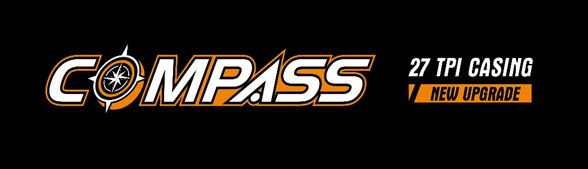 COMPASS
27 TPI CASING
NEW UPGRADE